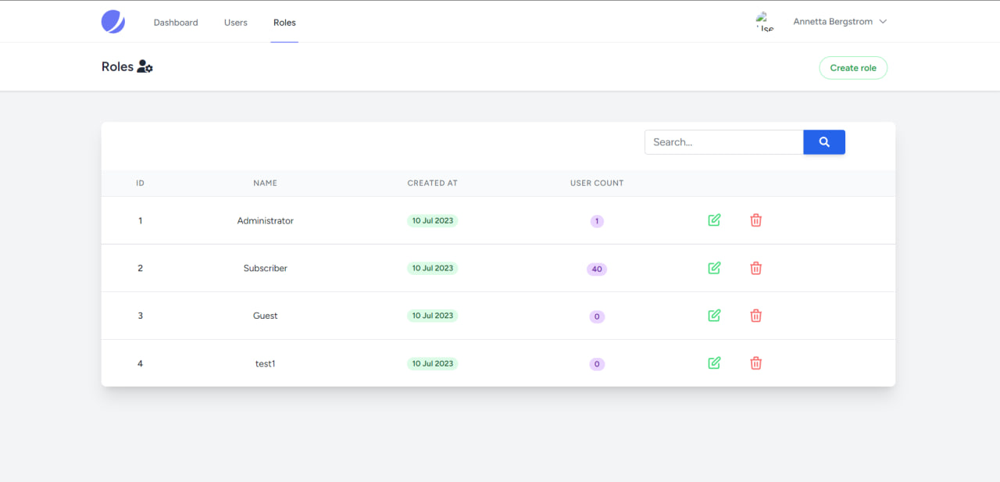 Dashboard Users Roles Use Annetta Bergstrom
Roles Create role
Search...
ID NAME CREATED AT USER COUNT
1 Administrator 10 Jul 2023 1
2 Subscriber 10 Jul 2023 40
3 Guest 10 Jul 2023 0
4 test1 10 Jul 2023 0